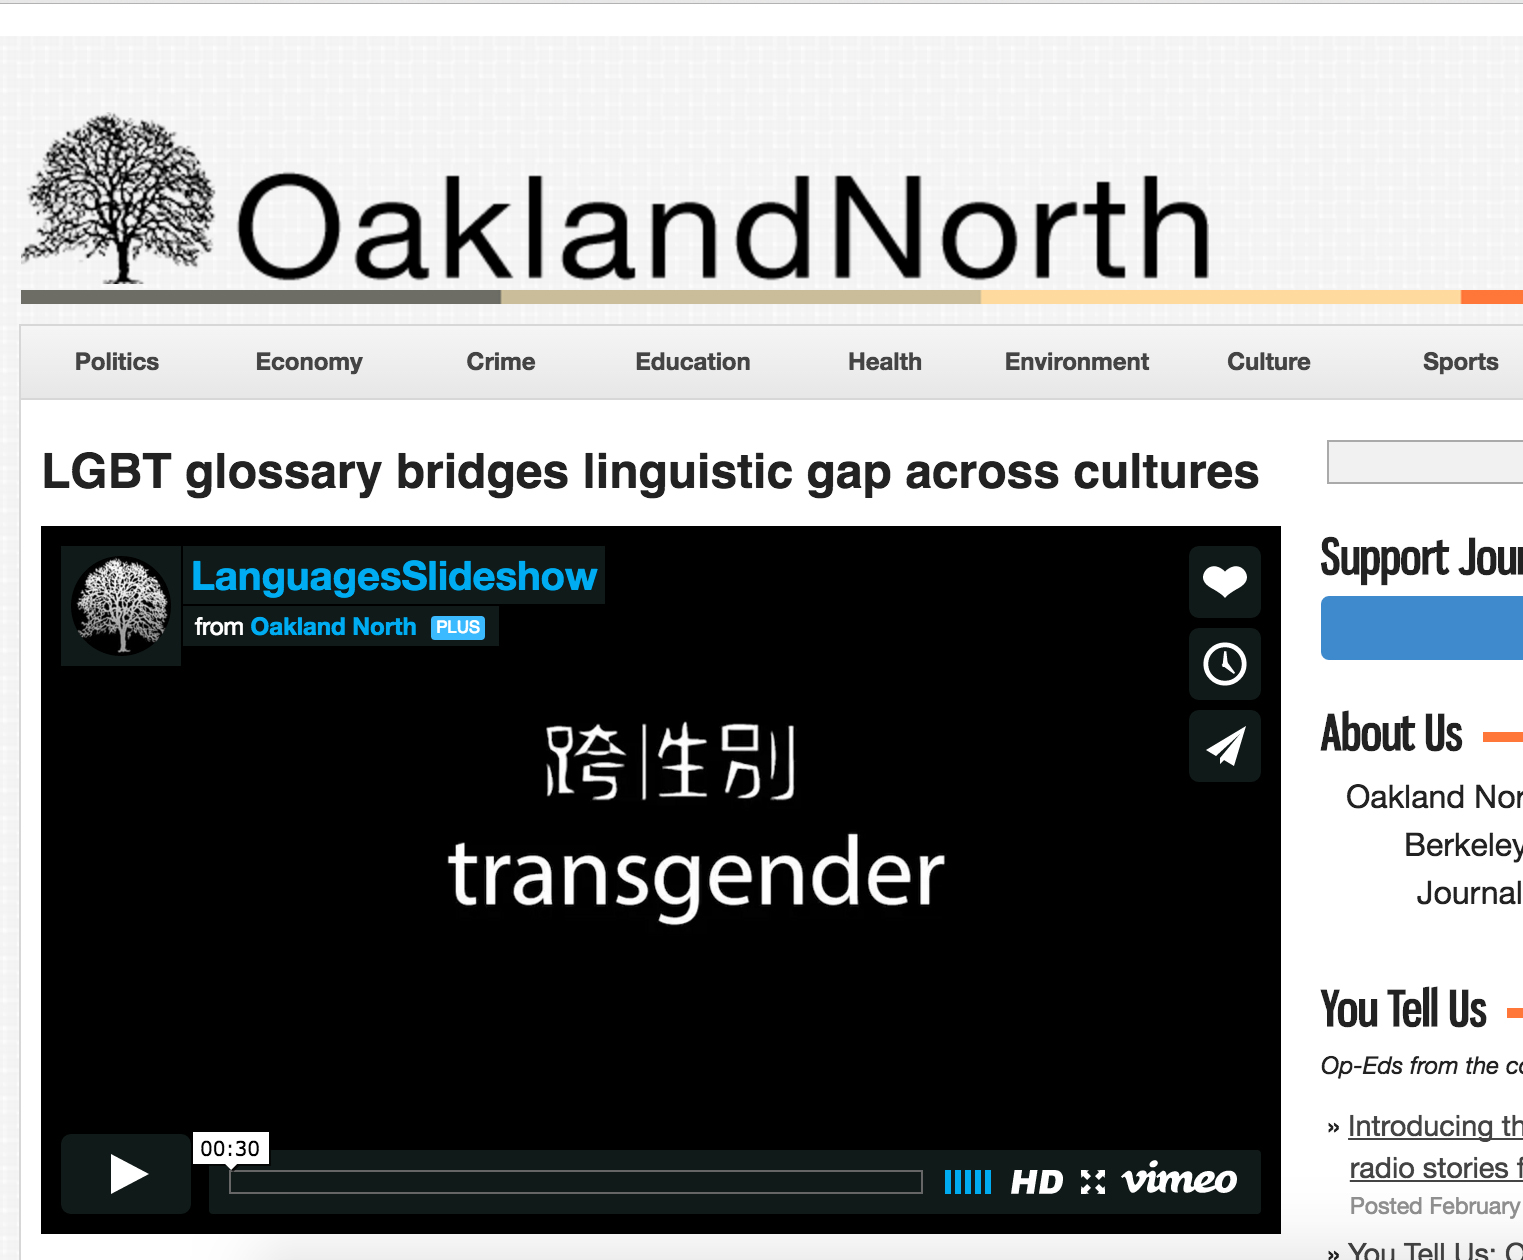 OaklandNorth
Politics Economy Crime Education Health Environment Culture Sports
LGBT glossary bridges linguistic gap across cultures
LanguagesSlideshow
from Oakland North PLUS
跨性别
transgender
00:30
HD vimeo
Support Jour
About Us
Oakland Nor
Berkeley
Journal
You Tell Us
Op-Eds from the co
» Introducing th
radio stories f
Posted February
» You Tell Us: O